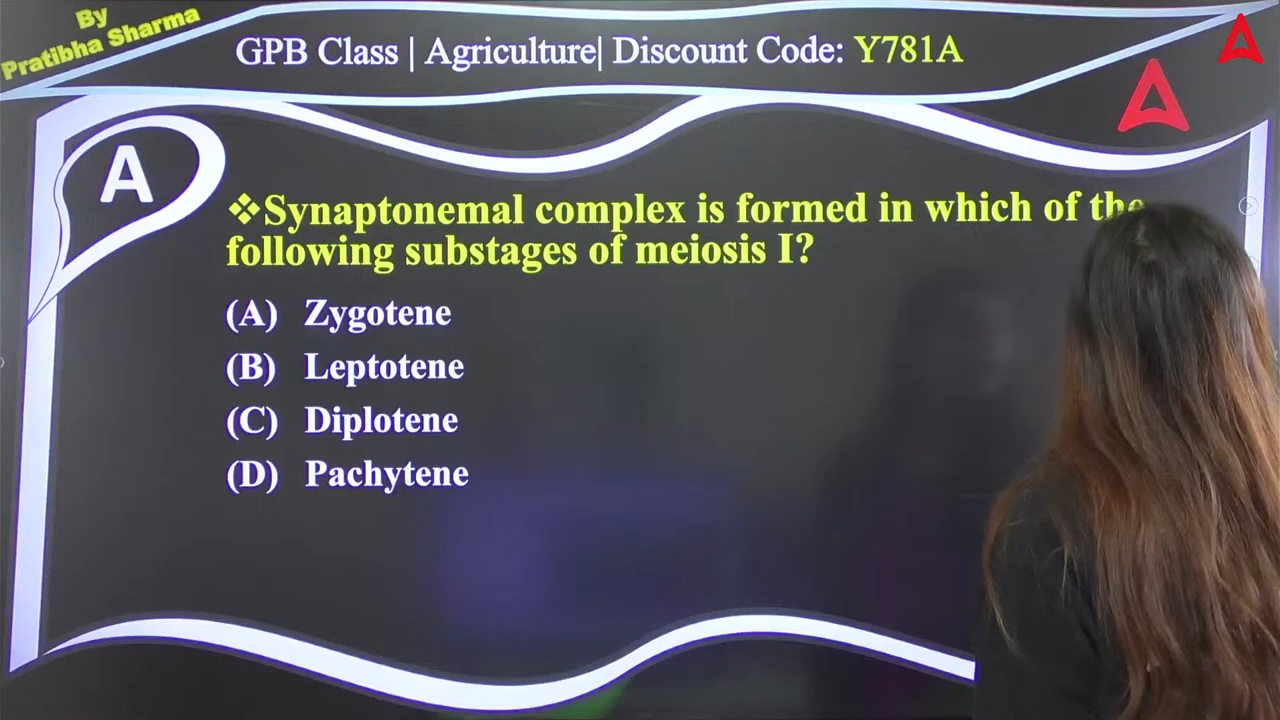 By
Pratibha Sharma
GPB Class | Agriculture| Discount Code: Y781A
A
❖Synaptonemal complex is formed in which of the
following substages of meiosis I?
(A) Zygotene
(B) Leptotene
(C) Diplotene
(D) Pachytene